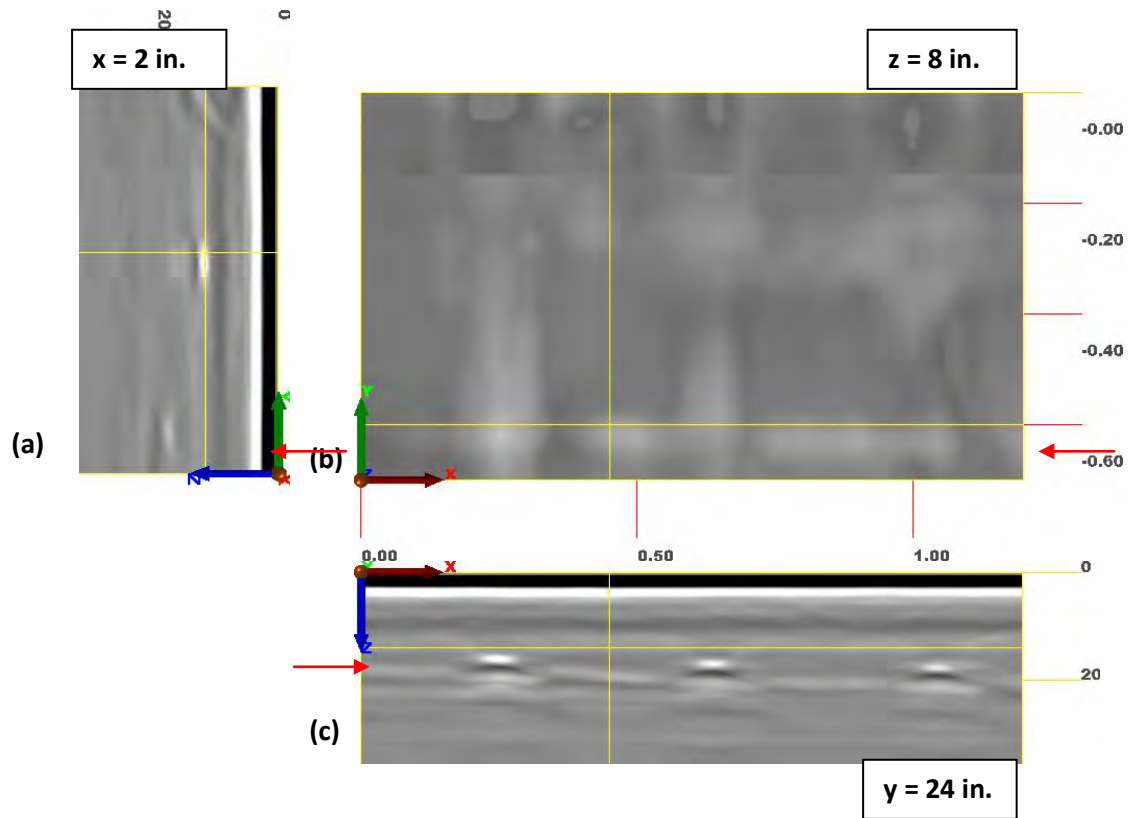 20
0
x = 2 in.
z = 8 in.
-0.00
-0.20
-0.40
-0.60
(a)
(b)
Y
X
Z
Y
Z
X
0.00
0.50
1.00
Y
X
Z
0
20
(c)
y = 24 in.